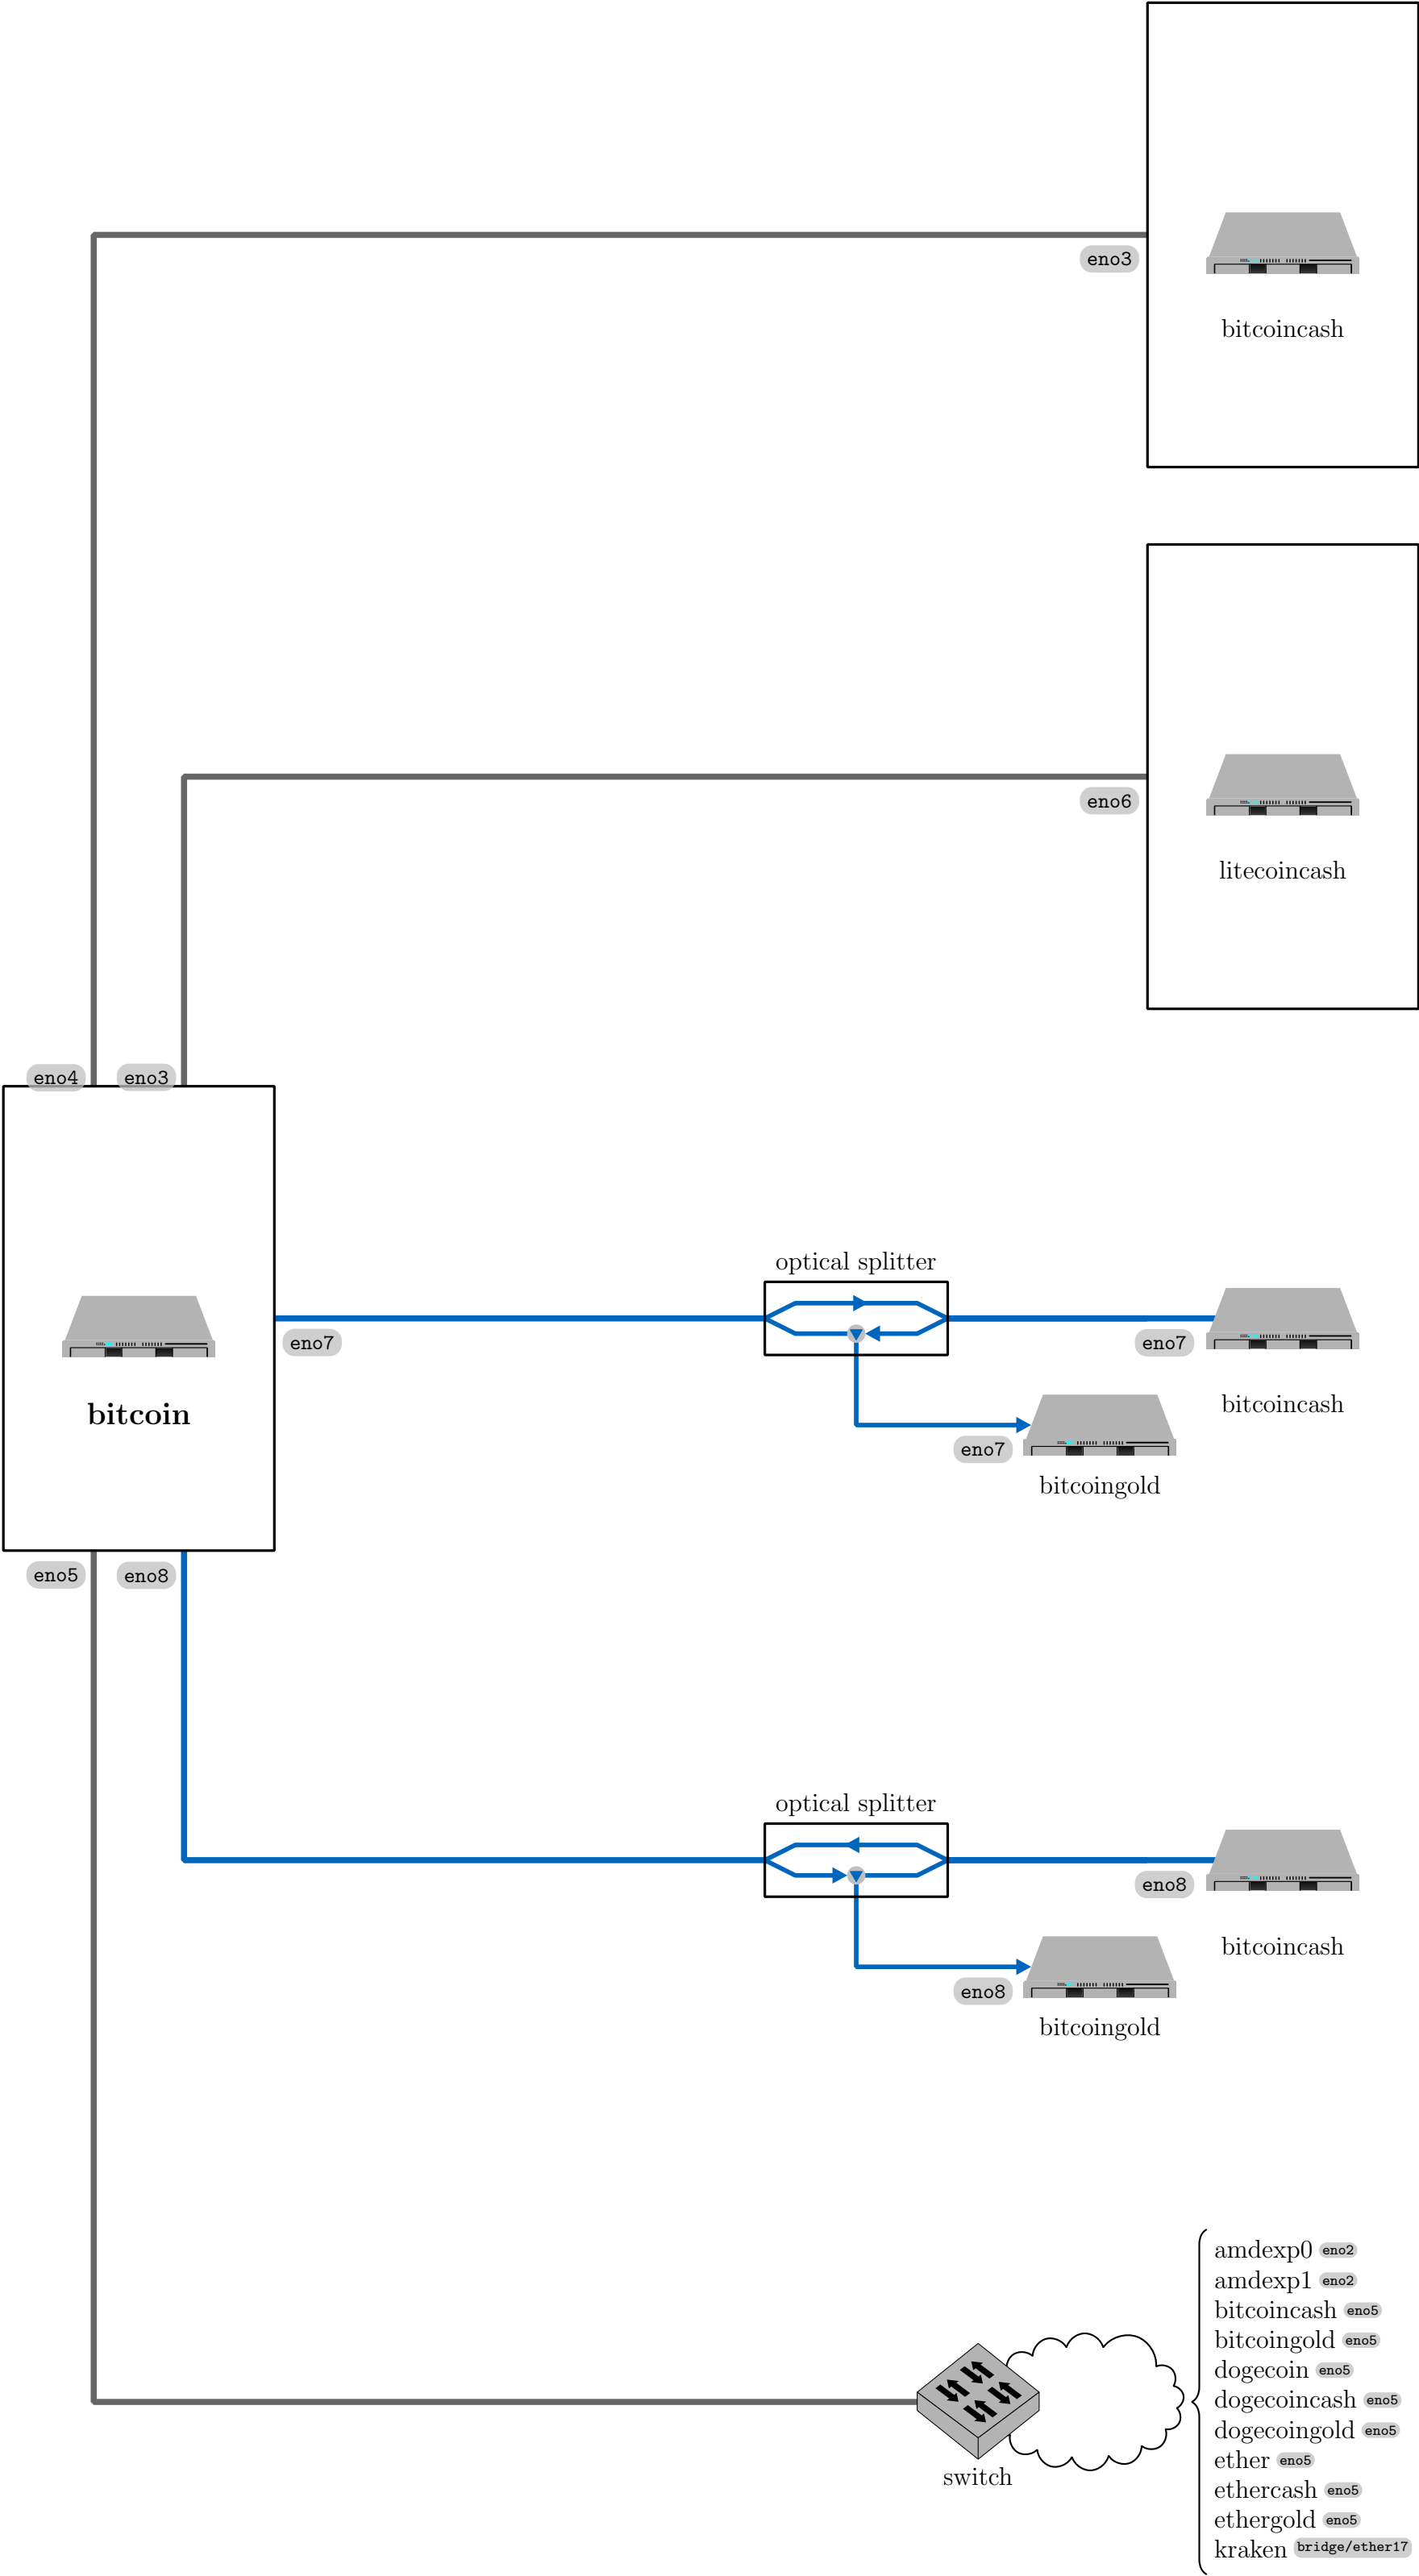 eno3
bitcoincash
eno6
litecoincash
eno4 eno3
optical splitter
eno7 eno7
bitcoin bitcoincash
eno7
bitcoingold
eno5 eno8
optical splitter
eno8
bitcoincash
eno8
bitcoingold
amdexp0 eno2
amdexp1 eno2
bitcoincash eno5
bitcoingold eno5
dogecoin eno5
dogecoincash eno5
dogecoingold eno5
ether eno5
switch
ethercash eno5
ethergold eno5
kraken bridge/ether17